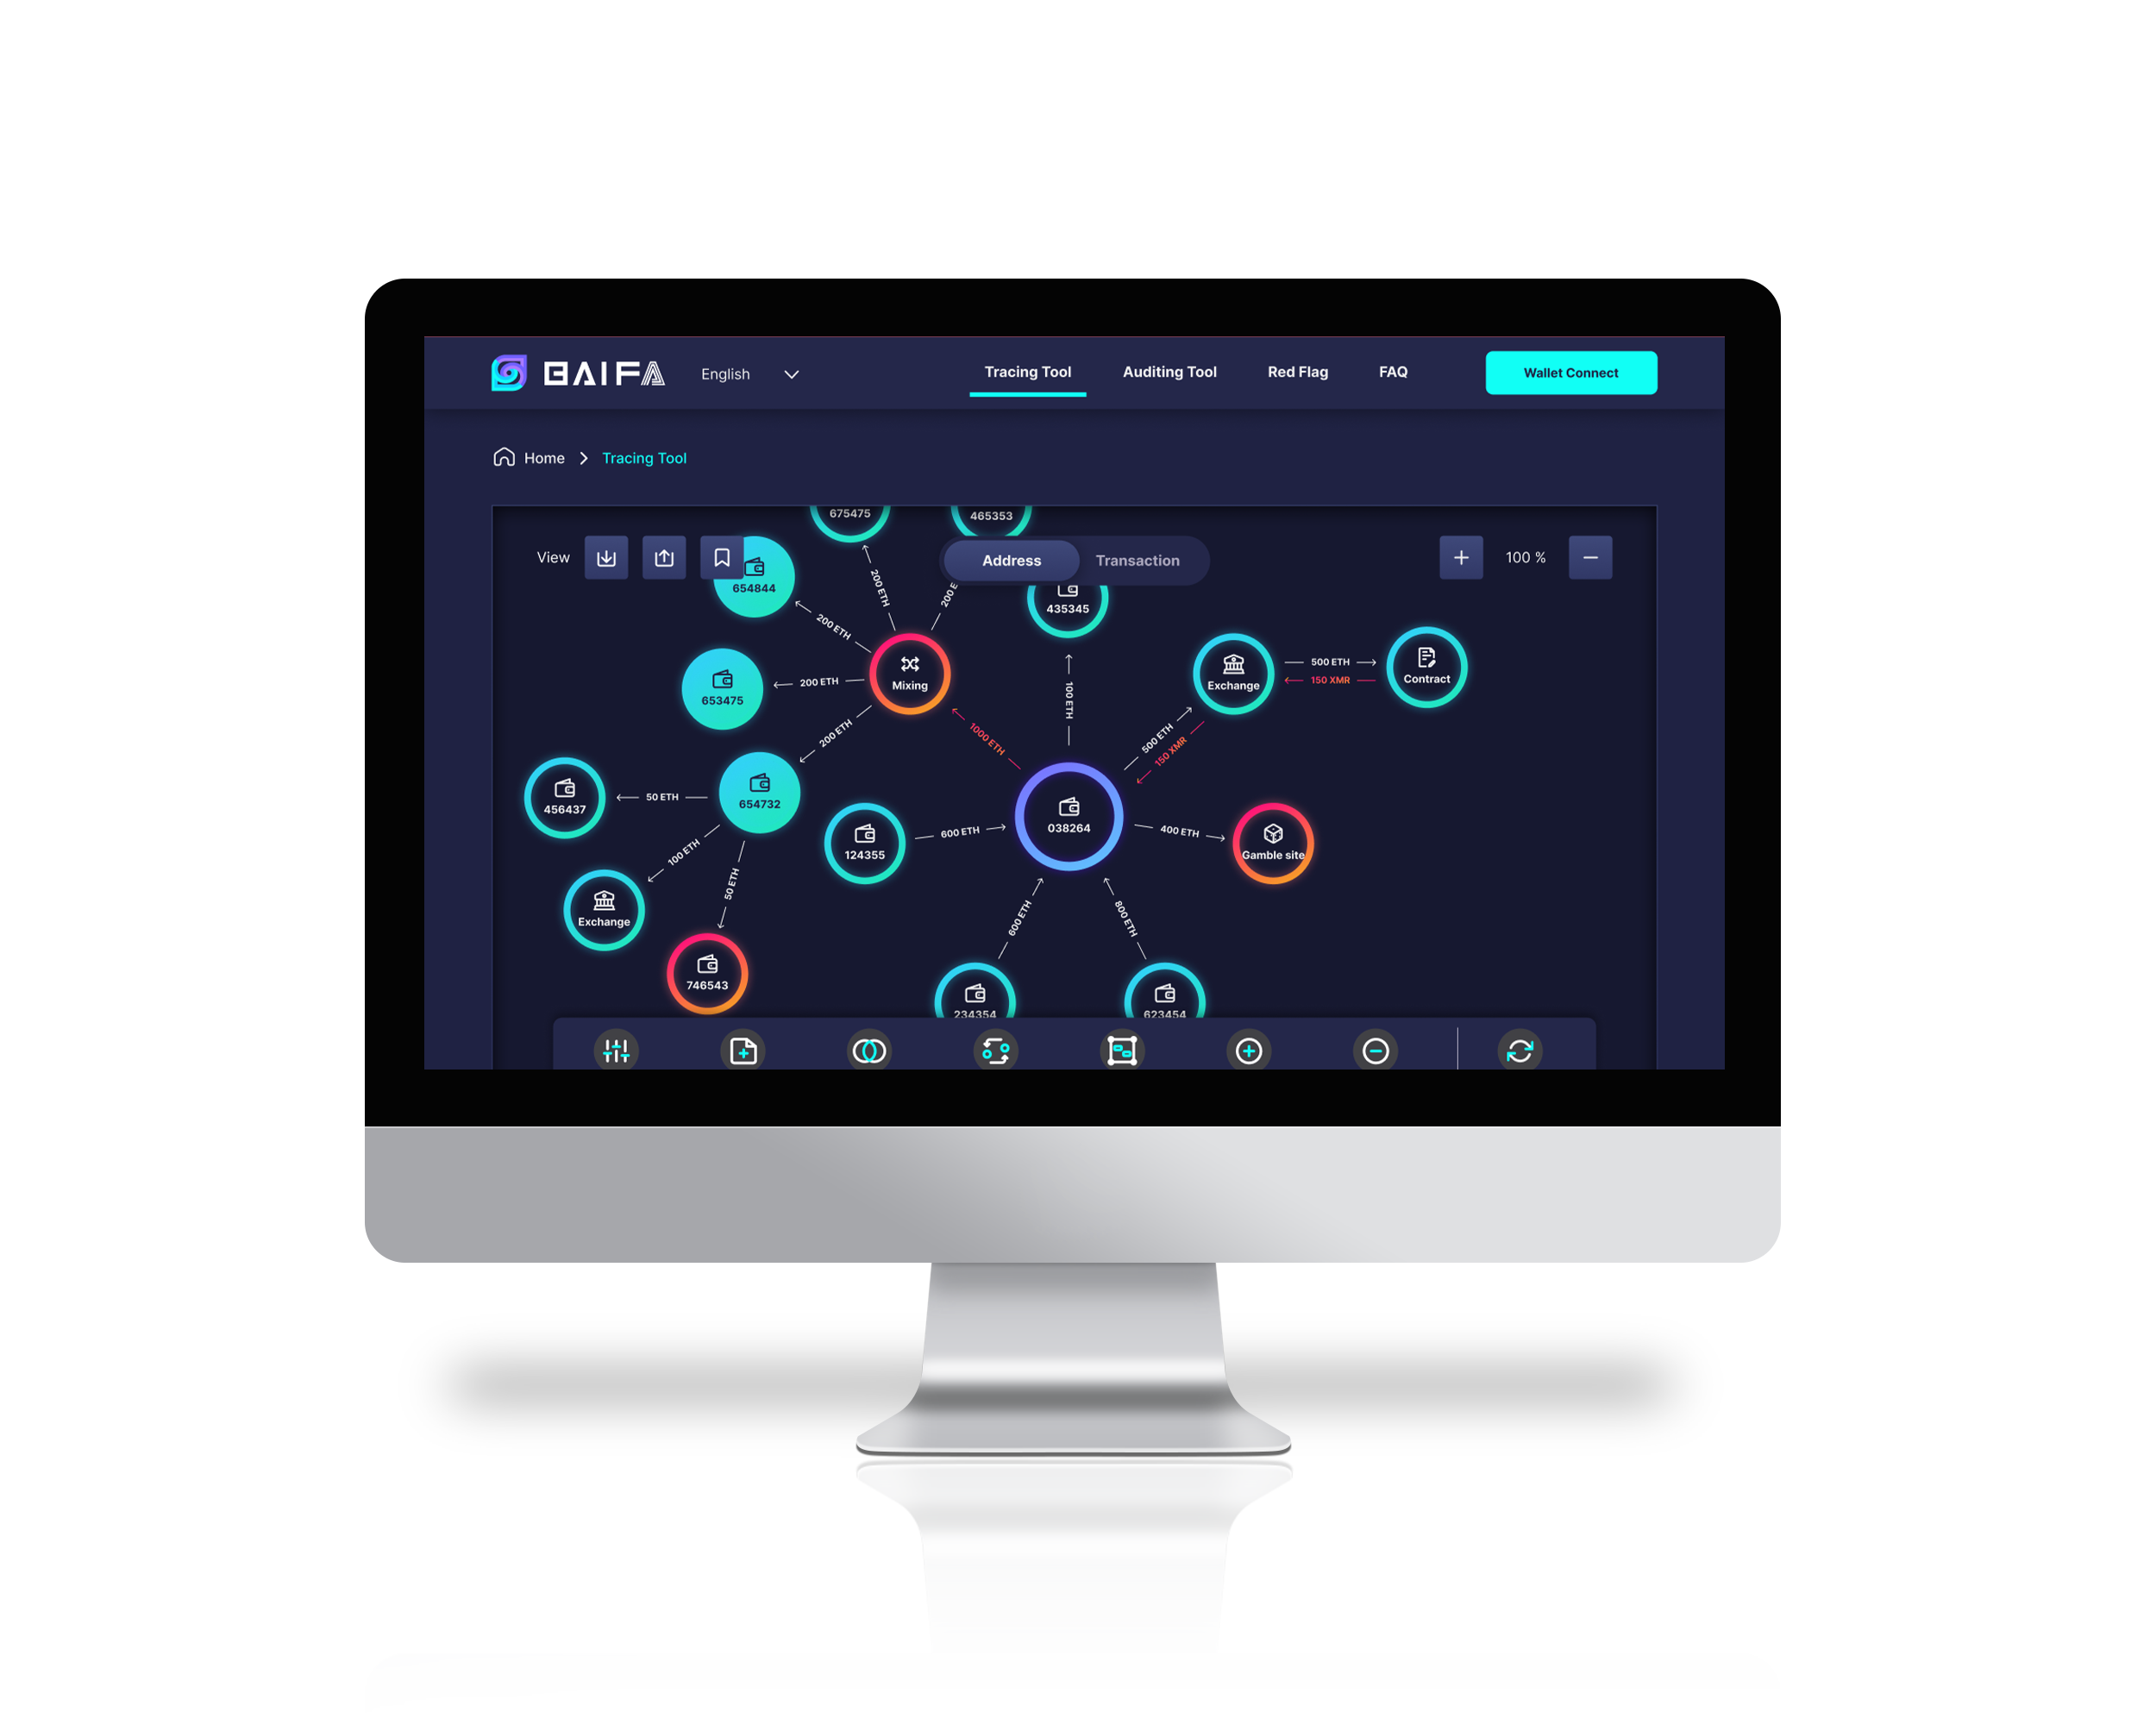 BAIFA
English
Tracing Tool
Auditing Tool
Red Flag
FAQ
Wallet Connect
Home
Tracing Tool
View
Address
Transaction
100 %
675475
465353
654844
200 ETH
200 E
435345
200 ETH
653475
200 ETH
Mixing
200 ETH
1000 ETH
100 ETH
Exchange
500 ETH
150 XMR
Contract
500 ETH
150 XMR
456437
50 ETH
654732
124355
600 ETH
038264
400 ETH
Gamble site
100 ETH
50 ETH
Exchange
600 ETH
800 ETH
746543
234354
623454